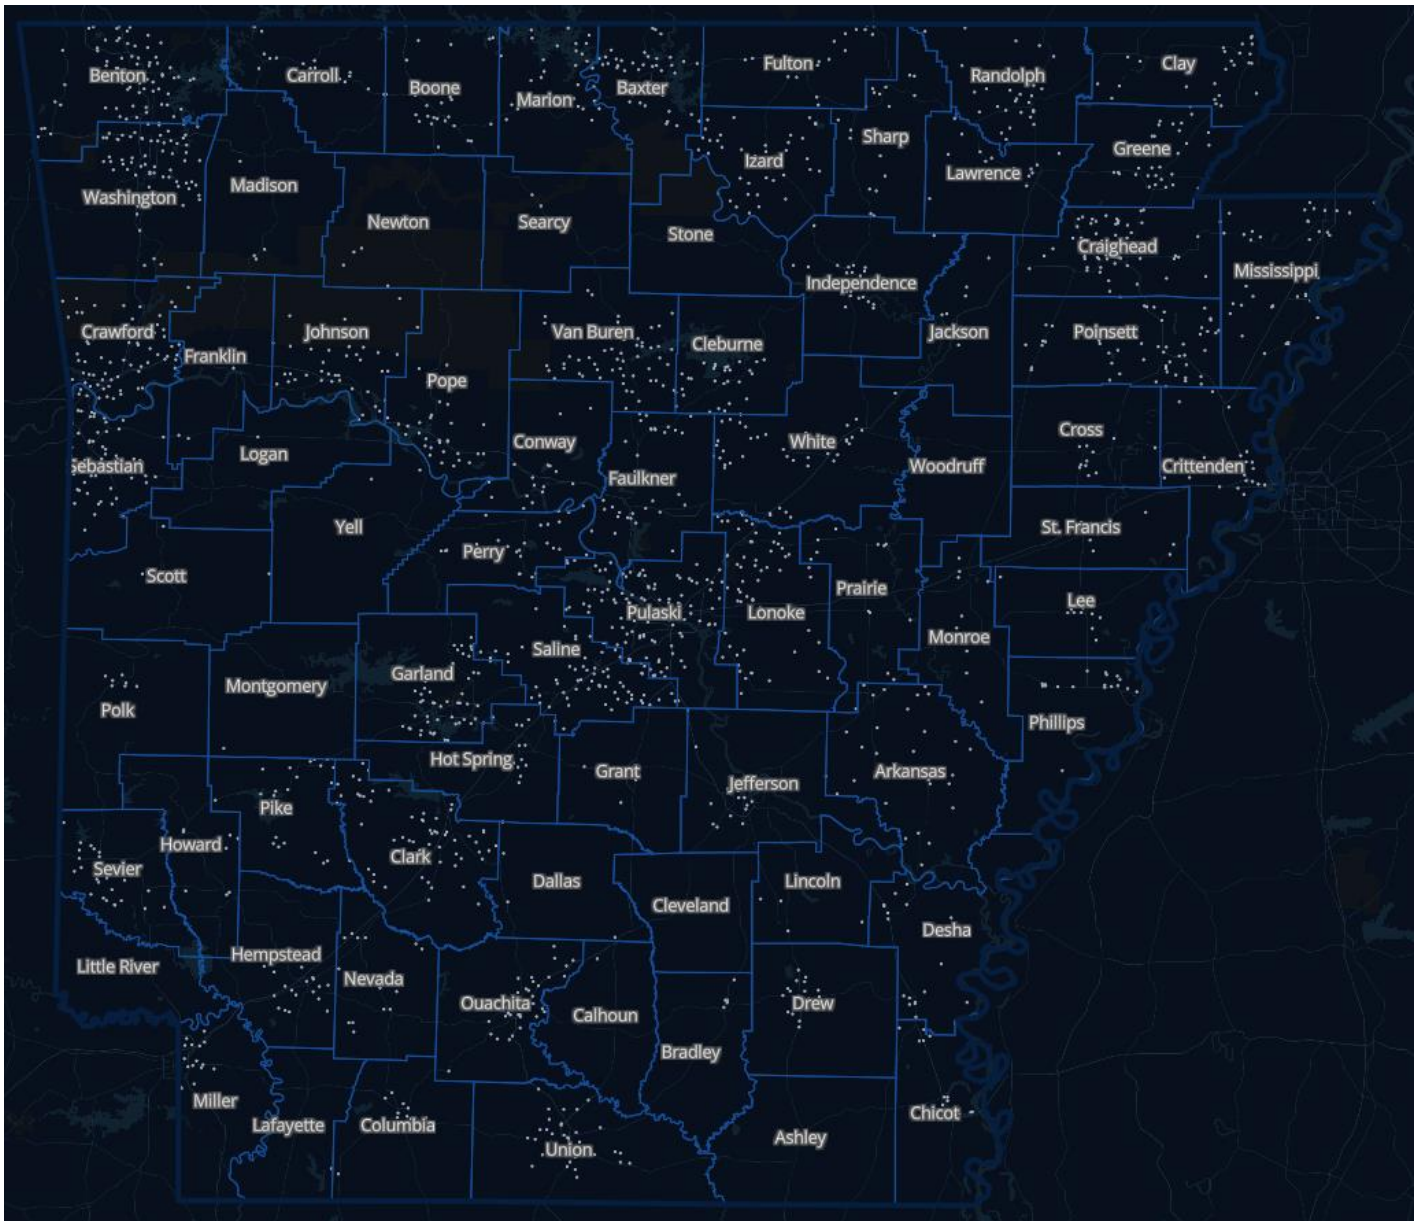 Benton
Carroll
Boone
Marion
Baxter
Fulton
Randolph
Clay
Washington
Madison
Newton
Searcy
Stone
Izard
Sharp
Lawrence
Greene
Craighead
Mississippi
Independence
Crawford
Franklin
Johnson
Pope
Van Buren
Cleburne
Jackson
Poinsett
Sebastian
Logan
Conway
Faulkner
White
Woodruff
Cross
Crittenden
Scott
Yell
Perry
Pulaski
Lonoke
Prairie
St. Francis
Lee
Monroe
Polk
Montgomery
Garland
Saline
Hot Spring
Grant
Jefferson
Arkansas
Phillips
Sevier
Howard
Pike
Clark
Dallas
Cleveland
Lincoln
Desha
Little River
Hempstead
Nevada
Ouachita
Calhoun
Bradley
Drew
Miller
Lafayette
Columbia
Union
Ashley
Chicot